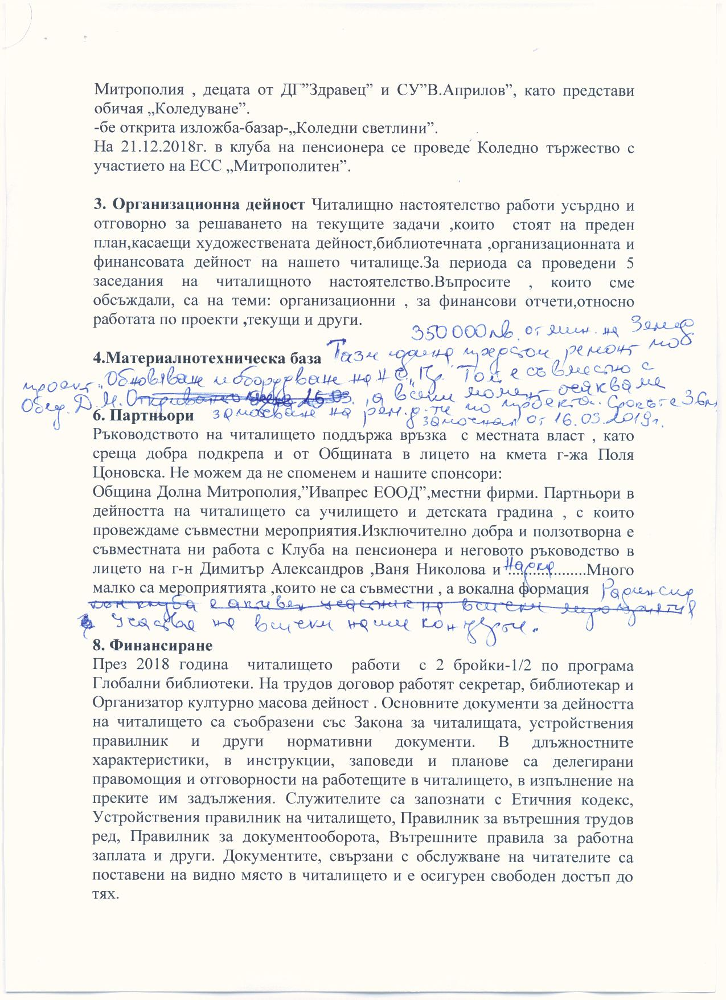 Митрополия , децата от ДГ”Здравец” и СУ”В.Априлов”, като представи
обичая „Коледуване”.
-бе открита изложба-базар-„Коледни светлини”.
На 21.12.2018г. в клуба на пенсионера се проведе Коледно тържество с
участието на ЕСС „Митрополитен”.
3. Организационна дейност Читалищно настоятелство работи усърдно и
отговорно за решаването на текущите задачи ,които стоят на преден
план,касаещи художествената дейност,библиотечната ,организационната и
финансовата дейност на нашето читалище.За периода са проведени 5
заседания на читалищното настоятелство.Въпросите , които сме
обсъждали, са на теми: организационни , за финансови отчети,относно
работата по проекти ,текущи и други.
350 000лв. от мин. на Земед.
4.Материалнотехническа база Тази година предстои ремонт по
проект „Обновяване и оборудване на Той е съвместно с
Общ. Д.М. , а всеки момент очакваме
започване на рем. р-ти по проекта. Срокът е 36м.
започнал от 16.03.2019г.
6. Партньори
Ръководството на читалището поддържа връзка с местната власт , като
среща добра подкрепа и от Общината в лицето на кмета г-жа Поля
Цоновска. Не можем да не споменем и нашите спонсори:
Община Долна Митрополия,”Ивапрес ЕООД”,местни фирми. Партньори в
дейността на читалището са училището и детската градина , с които
провеждаме съвместни мероприятия.Изключително добра и ползотворна е
съвместната ни работа с Клуба на пенсионера и неговото ръководство в
лицето на г-н Димитър Александров ,Ваня Николова и ...................Много
малко са мероприятията ,които не са съвместни , а вокална формация
към клуба е активен участник на всички мероприятия
Участва на всички наши концерти.
8. Финансиране
През 2018 година читалището работи с 2 бройки-1/2 по програма
Глобални библиотеки. На трудов договор работят секретар, библиотекар и
Организатор културно масова дейност . Основните документи за дейността
на читалището са съобразени със Закона за читалищата, устройствения
правилник и други нормативни документи. В длъжностните
характеристики, в инструкции, заповеди и планове са делегирани
правомощия и отговорности на работещите в читалището, в изпълнение на
преките им задължения. Служителите са запознати с Етичния кодекс,
Устройствения правилник на читалището, Правилник за вътрешния трудов
ред, Правилник за документооборота, Вътрешните правила за работна
заплата и други. Документите, свързани с обслужване на читателите са
поставени на видно място в читалището и е осигурен свободен достъп до
тях.